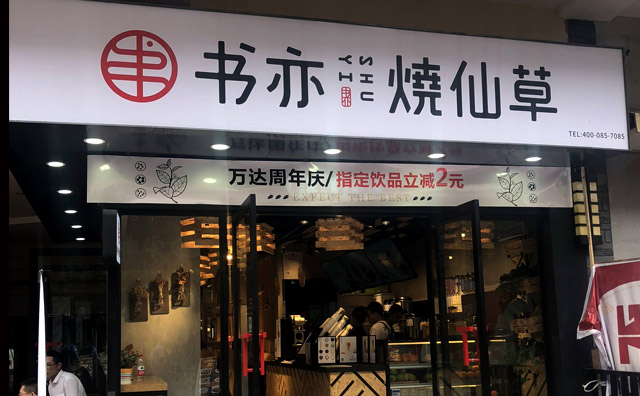 书亦 SHU YI 燒仙草
TEL:400-085-7085
万达周年庆/指定饮品立减2元
EXPECT THE BEST